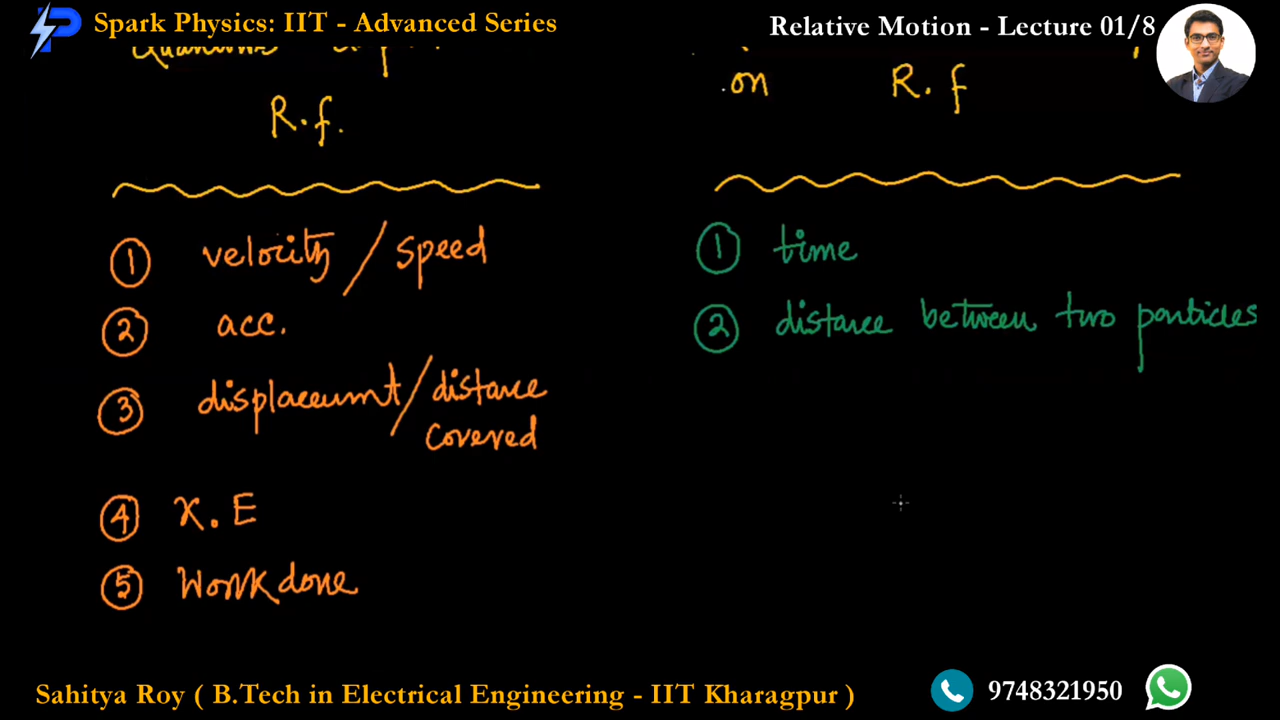 Spark Physics: IIT - Advanced Series
Relative Motion - Lecture 01/8
R.f.
on R.f
① velocity / speed
② acc.
③ displacement / distance
covered
④ K.E
⑤ Work done
① time
② distance between two particles
Sahitya Roy ( B.Tech in Electrical Engineering - IIT Kharagpur )
9748321950